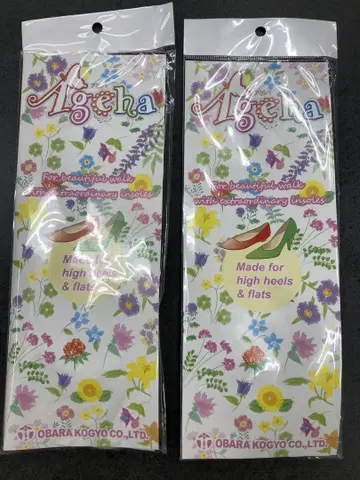 Ageha
For beautiful walk
with extraordinary insoles
Made for
high heels
& flats
OBARA KOGYO CO.,LTD.
Ageha
For beautiful walk
with extraordinary insoles
Made for
high heels
& flats
OBARA KOGYO CO.,LTD.